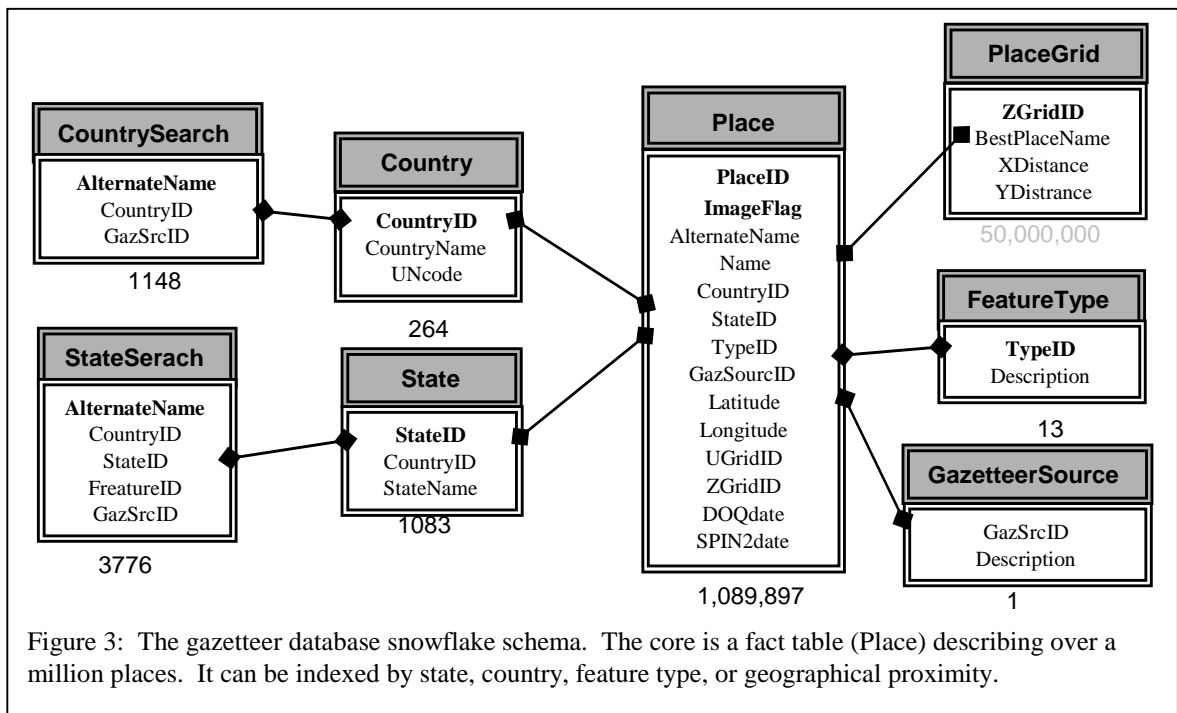 CountrySearch
AlternateName
CountryID
GazSrcID
1148
Country
CountryID
CountryName
UNcode
264
StateSerach
AlternateName
CountryID
StateID
FreatureID
GazSrcID
3776
State
StateID
CountryID
StateName
1083
Place
PlaceID
ImageFlag
AlternateName
Name
CountryID
StateID
TypeID
GazSourcID
Latitude
Longitude
UGridID
ZGridID
DOQdate
SPIN2date
1,089,897
PlaceGrid
ZGridID
BestPlaceName
XDistance
YDistrance
50,000,000
FeatureType
TypeID
Description
13
GazetteerSource
GazSrcID
Description
1
Figure 3: The gazetteer database snowflake schema. The core is a fact table (Place) describing over a
million places. It can be indexed by state, country, feature type, or geographical proximity.